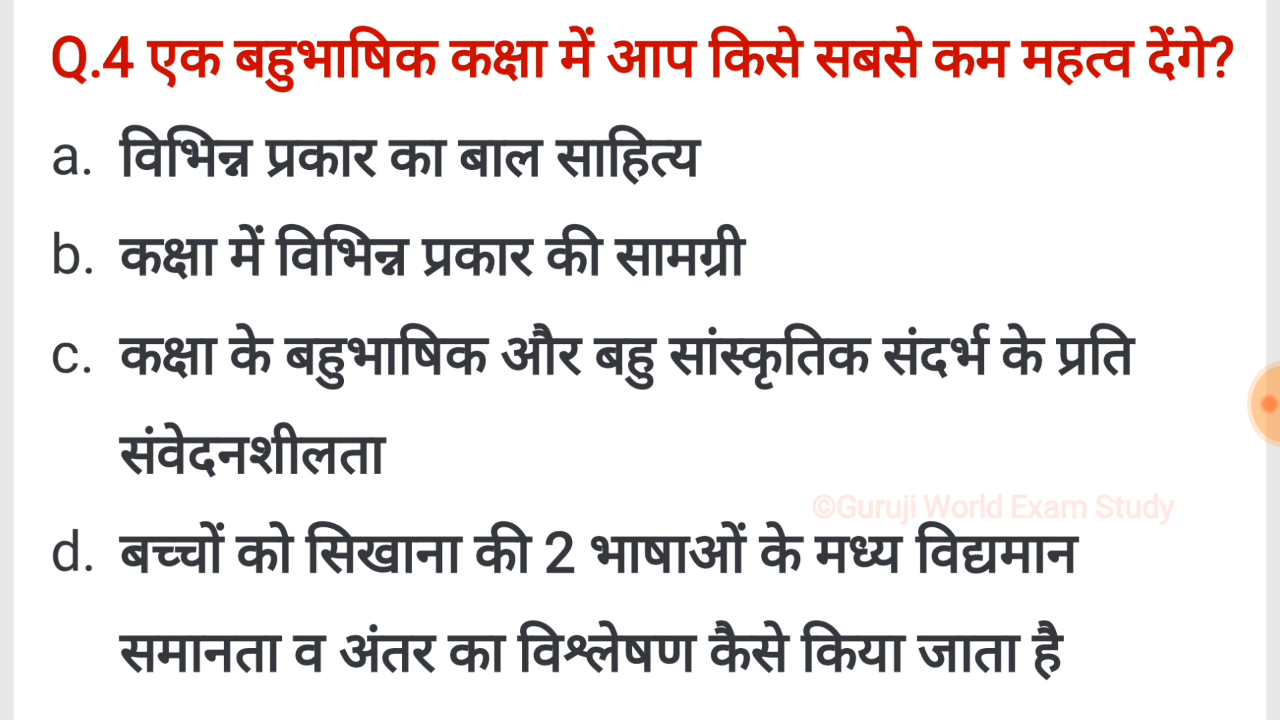 Q.4 एक बहुभाषिक कक्षा में आप किसे सबसे कम महत्व देंगे?
a. विभिन्न प्रकार का बाल साहित्य
b. कक्षा में विभिन्न प्रकार की सामग्री
c. कक्षा के बहुभाषिक और बहु सांस्कृतिक संदर्भ के प्रति
संवेदनशीलता
©Guruji World Exam Study
d. बच्चों को सिखाना की 2 भाषाओं के मध्य विद्यमान
समानता व अंतर का विश्लेषण कैसे किया जाता है